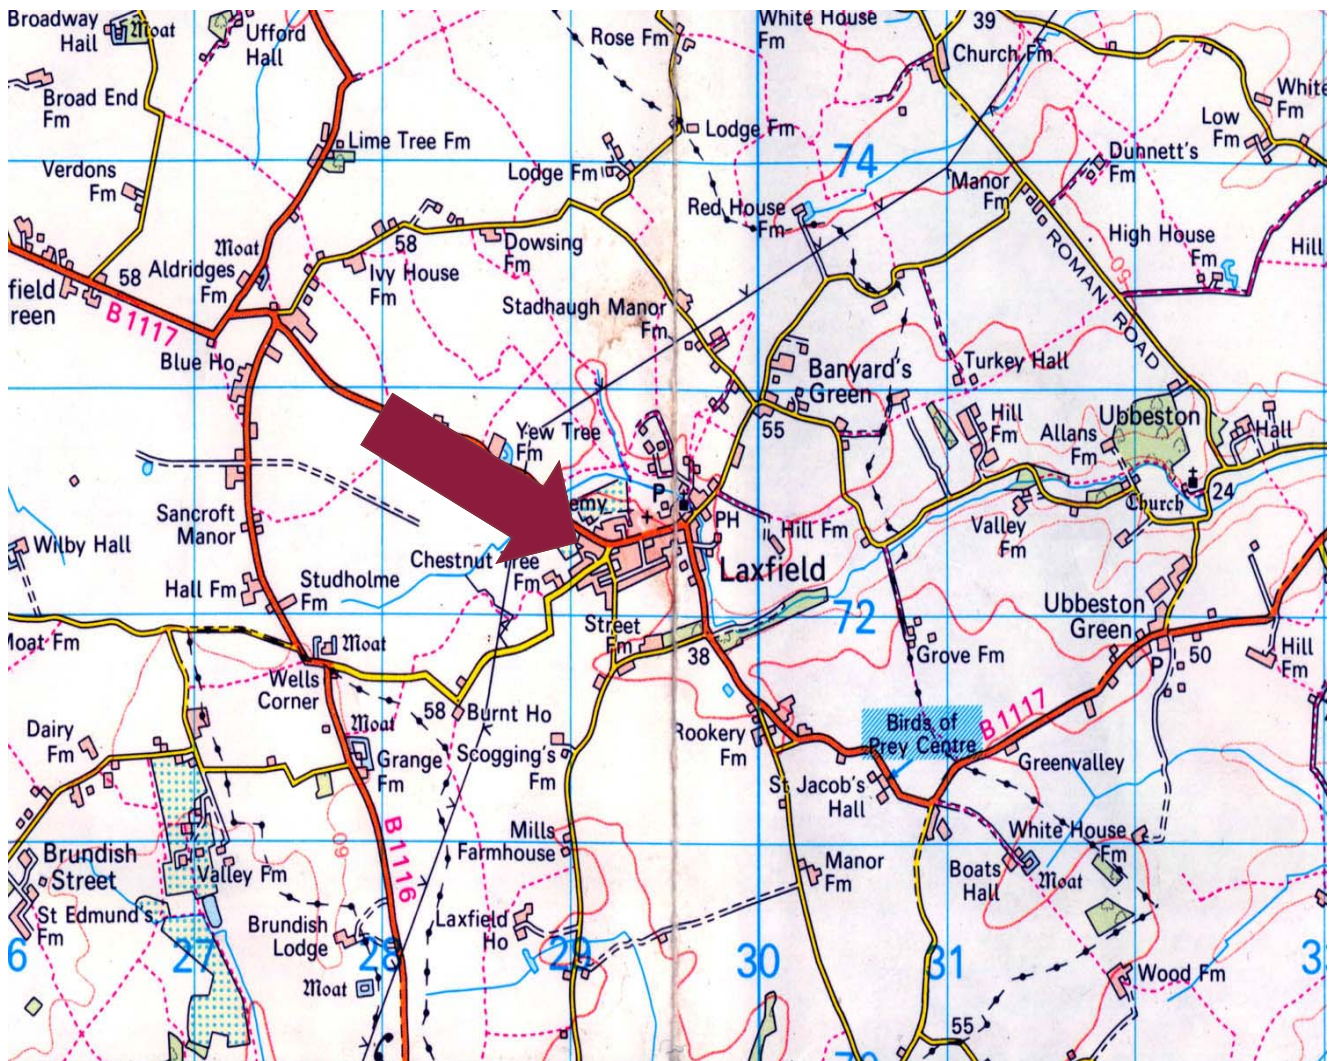 Broadway
Hall
Moat
Ufford
Hall
Rose Fm
White House
Fm
39
Church Fm
Broad End
Fm
Lime Tree Fm
Lodge Fm
White
Fm
Low
Fm
Verdons
Fm
Lodge Fm
74
Dunnett's
Fm
Manor
Fm
Red House
Fm
High House
Fm
Hill
58
Moat
Aldridges
Fm
58
Ivy House
Fm
Dowsing
Fm
ROMAN ROAD
50
field
reen
B1117
Stadhaugh Manor
Fm
Blue Ho
Banyard's
Green
Turkey Hall
55
Hill
Fm
Allans
Fm
Ubbeston
Hall
Yew Tree
Fm
emy
P
PH
Hill Fm
Valley
Fm
Church
24
Sancroft
Manor
Wilby Hall
Chestnut Tree
Fm
Laxfield
Hall Fm
Studholme
Fm
72
Ubbeston
Green
Moat Fm
Moat
Street
Fm
38
Grove Fm
P
50
Hill
Fm
Wells
Corner
58
Burnt Ho
Moat
Dairy
Fm
Grange
Fm
Scogging's
Fm
Rookery
Fm
Birds of
Prey Centre
B1117
St Jacob's
Hall
Greenvalley
B1116
60
Mills
Farmhouse
White House
Fm
Brundish
Street
Valley Fm
Manor
Fm
Boats
Hall
Moat
St Edmund's
Fm
Brundish
Lodge
Laxfield
Ho
6
27
28
29
30
31
3
Moat
Wood Fm
55